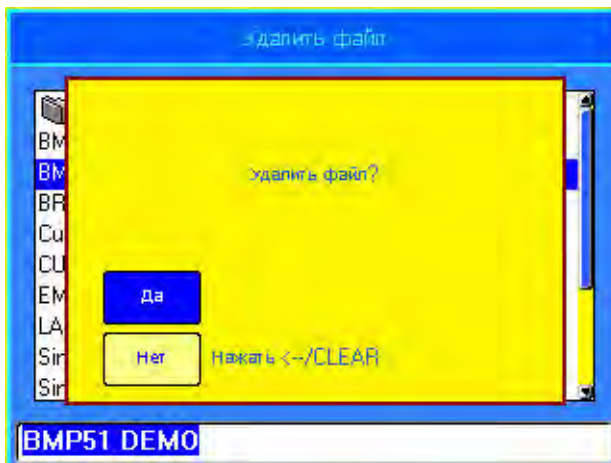 Удалить файл
BM
BM
BR
Cu
CU
EM
LA
Sir
Sir
Удалить файл?
Да
Нет
Нажать <--/CLEAR
BMP51 DEMO